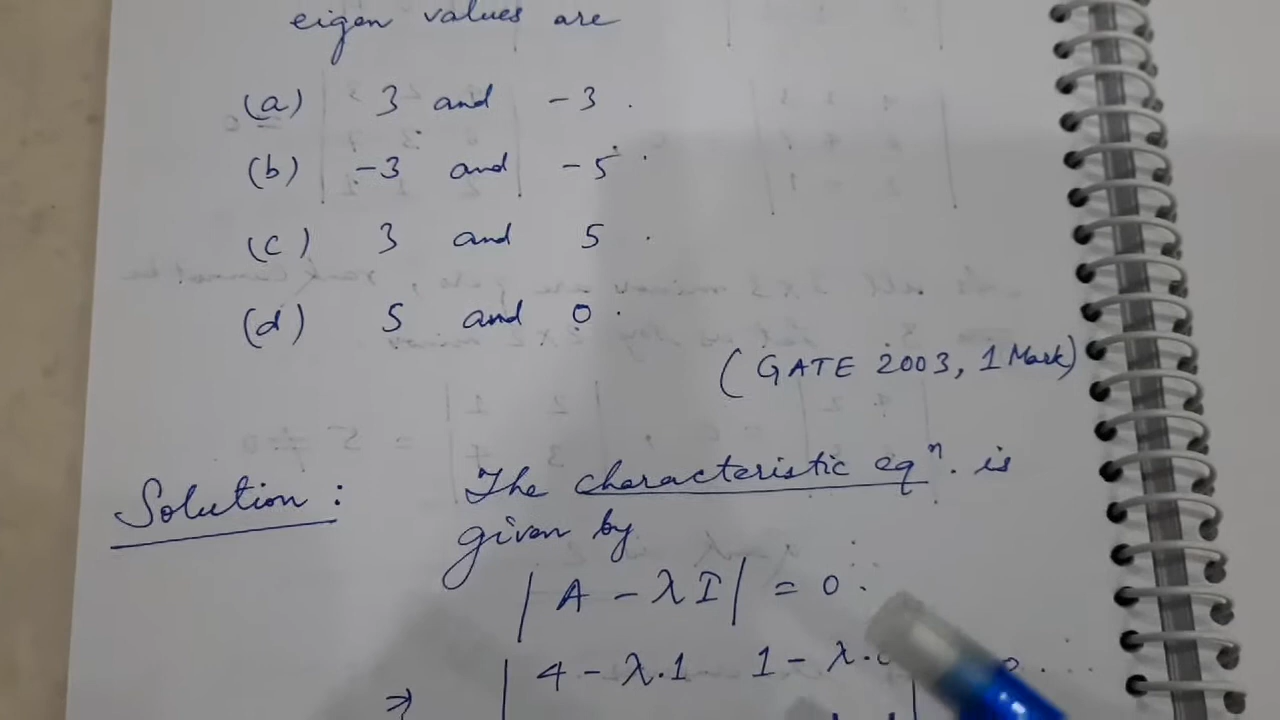 eigen values are
(a) 3 and -3.
(b) -3 and -5.
(c) 3 and 5.
(d) 5 and 0.
(GATE 2003, 1 Mark)
Solution: The characteristic eqⁿ. is
given by
|A - λI| = 0.
⇒ | 4 - λ.1 1 - λ.